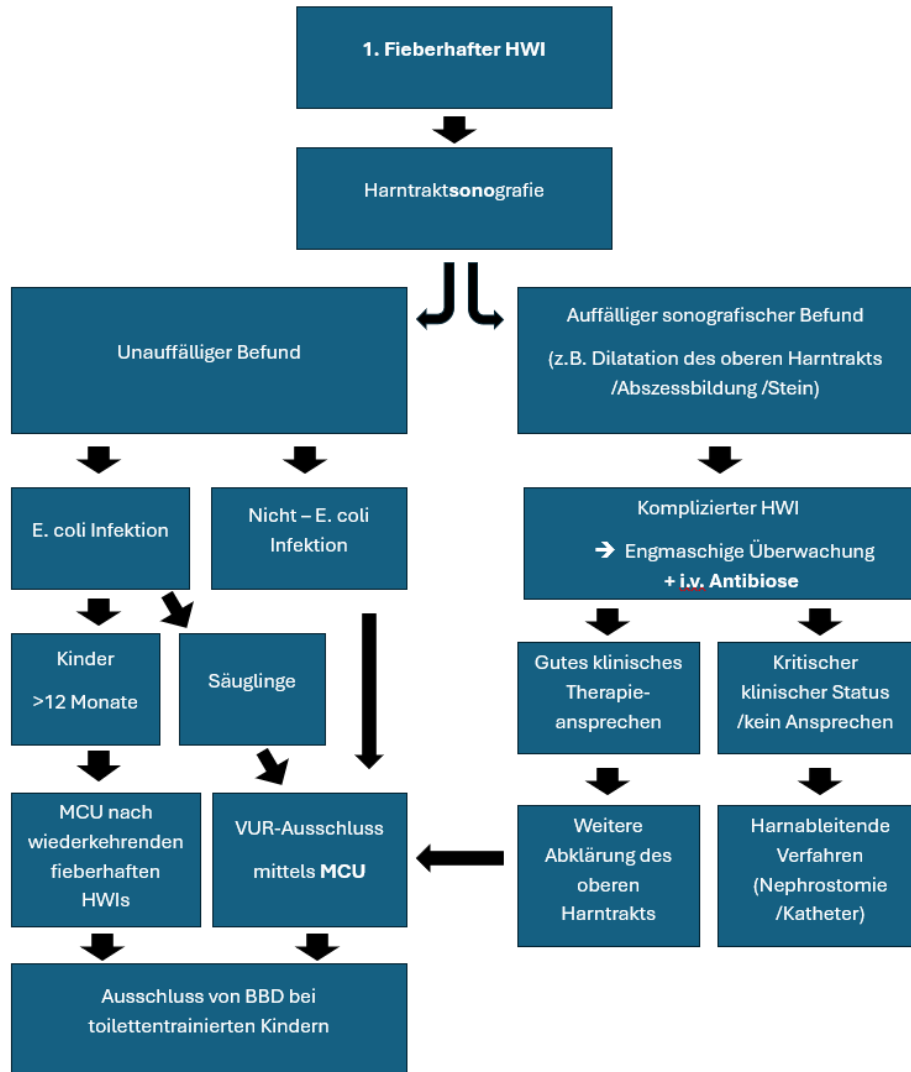 1. Fieberhafter HWI
Harntraktsonografie
Unauffälliger Befund
Auffälliger sonografischer Befund
(z.B. Dilatation des oberen Harntrakts
/Abszessbildung /Stein)
E. coli Infektion
Nicht – E. coli
Infektion
Komplizierter HWI
➔ Engmaschige Überwachung
+ i.v. Antibiose
Kinder
>12 Monate
Säuglinge
Gutes klinisches
Therapie-
ansprechen
Kritischer
klinischer Status
/kein Ansprechen
MCU nach
wiederkehrenden
fieberhaften
HWIs
VUR-Ausschluss
mittels MCU
Weitere
Abklärung des
oberen
Harntrakts
Harnableitende
Verfahren
(Nephrostomie
/Katheter)
Ausschluss von BBD bei
toilettentrainierten Kindern